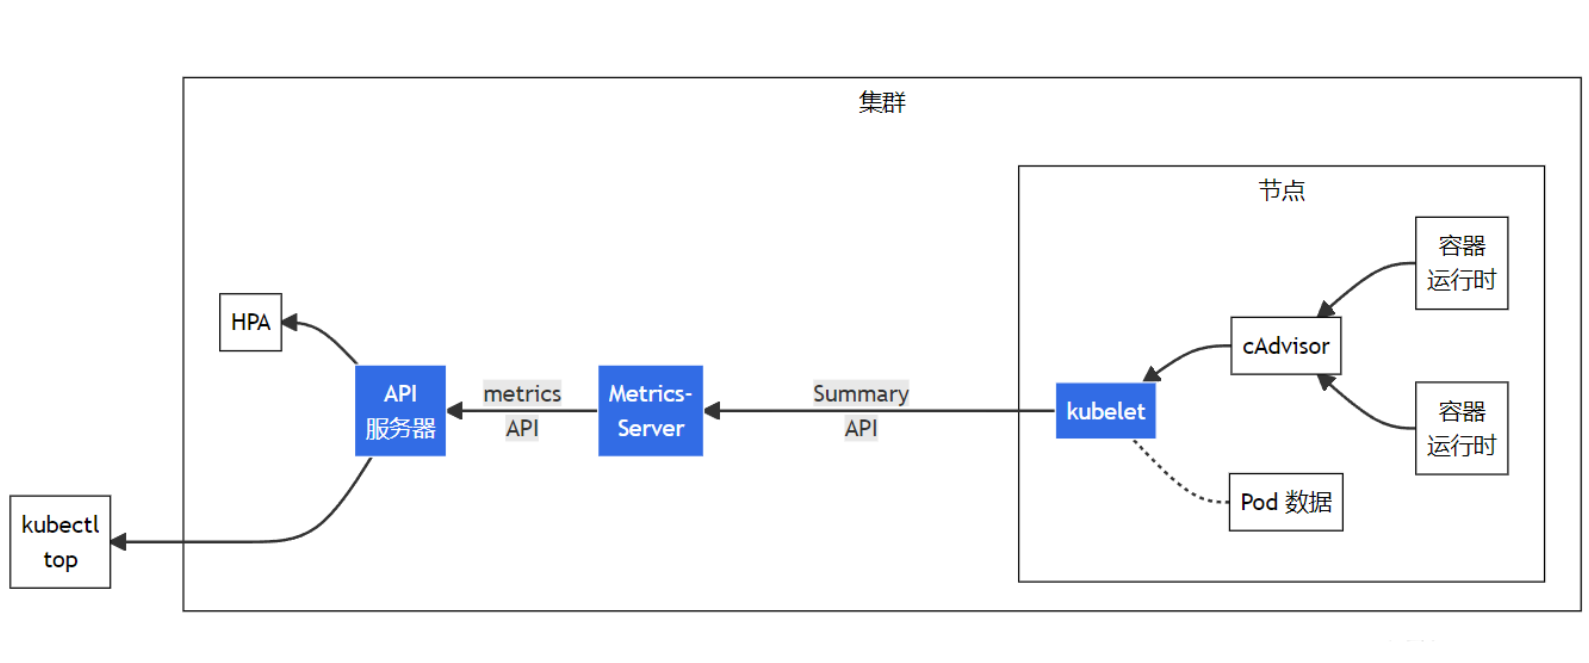 集群
节点
容器
运行时
HPA
cAdvisor
API
服务器
metrics
API
Metrics-
Server
Summary
API
kubelet
容器
运行时
Pod 数据
kubectl
top